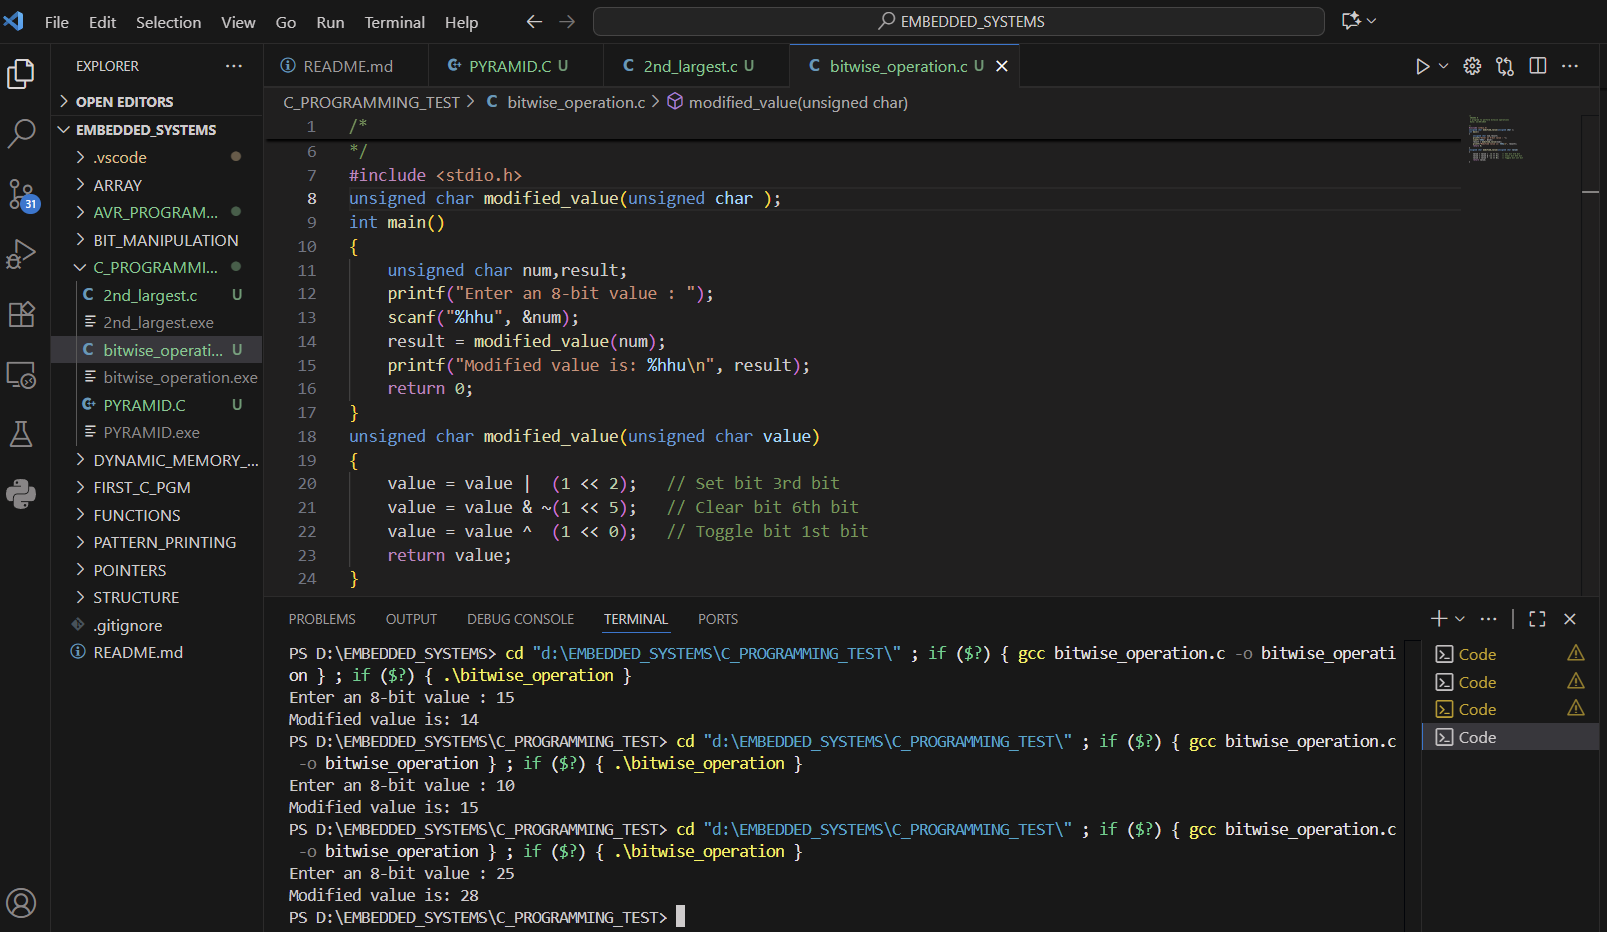 File Edit Selection View Go Run Terminal Help
EMBEDDED_SYSTEMS
EXPLORER
OPEN EDITORS
EMBEDDED_SYSTEMS
.vscode
ARRAY
AVR_PROGRAM...
BIT_MANIPULATION
C_PROGRAMMI...
2nd_largest.c U
2nd_largest.exe
bitwise_operati... U
bitwise_operation.exe
PYRAMID.C U
PYRAMID.exe
DYNAMIC_MEMORY_...
FIRST_C_PGM
FUNCTIONS
PATTERN_PRINTING
POINTERS
STRUCTURE
.gitignore
README.md
31
README.md PYRAMID.C U 2nd_largest.c U bitwise_operation.c U
C_PROGRAMMING_TEST > C bitwise_operation.c > modified_value(unsigned char)
1 /*
6 */
7 #include <stdio.h>
8 unsigned char modified_value(unsigned char );
9 int main()
10 {
11 unsigned char num,result;
12 printf("Enter an 8-bit value : ");
13 scanf("%hhu", &num);
14 result = modified_value(num);
15 printf("Modified value is: %hhu\n", result);
16 return 0;
17 }
18 unsigned char modified_value(unsigned char value)
19 {
20 value = value | (1 << 2); // Set bit 3rd bit
21 value = value & ~(1 << 5); // Clear bit 6th bit
22 value = value ^ (1 << 0); // Toggle bit 1st bit
23 return value;
24 }
PROBLEMS OUTPUT DEBUG CONSOLE TERMINAL PORTS
PS D:\EMBEDDED_SYSTEMS> cd "d:\EMBEDDED_SYSTEMS\C_PROGRAMMING_TEST\" ; if ($?) { gcc bitwise_operation.c -o bitwise_operati
on } ; if ($?) { .\bitwise_operation }
Enter an 8-bit value : 15
Modified value is: 14
PS D:\EMBEDDED_SYSTEMS\C_PROGRAMMING_TEST> cd "d:\EMBEDDED_SYSTEMS\C_PROGRAMMING_TEST\" ; if ($?) { gcc bitwise_operation.c
-o bitwise_operation } ; if ($?) { .\bitwise_operation }
Enter an 8-bit value : 10
Modified value is: 15
PS D:\EMBEDDED_SYSTEMS\C_PROGRAMMING_TEST> cd "d:\EMBEDDED_SYSTEMS\C_PROGRAMMING_TEST\" ; if ($?) { gcc bitwise_operation.c
-o bitwise_operation } ; if ($?) { .\bitwise_operation }
Enter an 8-bit value : 25
Modified value is: 28
PS D:\EMBEDDED_SYSTEMS\C_PROGRAMMING_TEST>
Code
Code
Code
Code